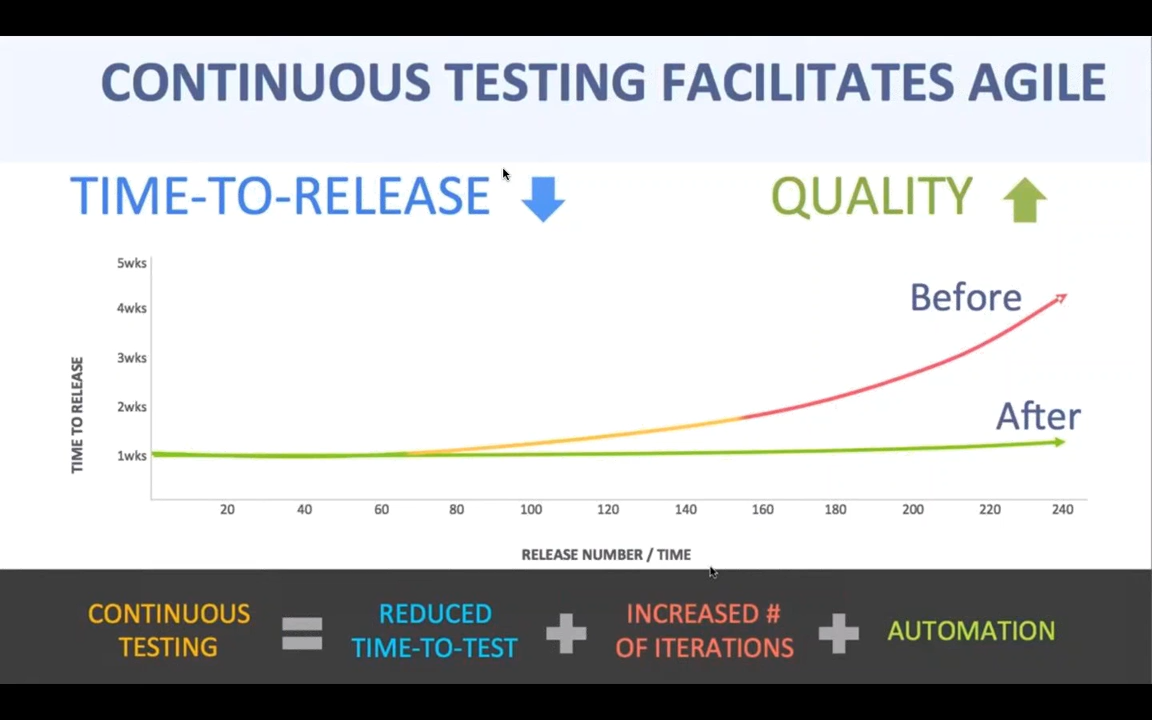 CONTINUOUS TESTING FACILITATES AGILE
TIME-TO-RELEASE
QUALITY
5wks
4wks
3wks
2wks
1wks
TIME TO RELEASE
Before
After
20 40 60 80 100 120 140 160 180 200 220 240
RELEASE NUMBER / TIME
CONTINUOUS
TESTING
=
REDUCED
TIME-TO-TEST
+
INCREASED #
OF ITERATIONS
+
AUTOMATION